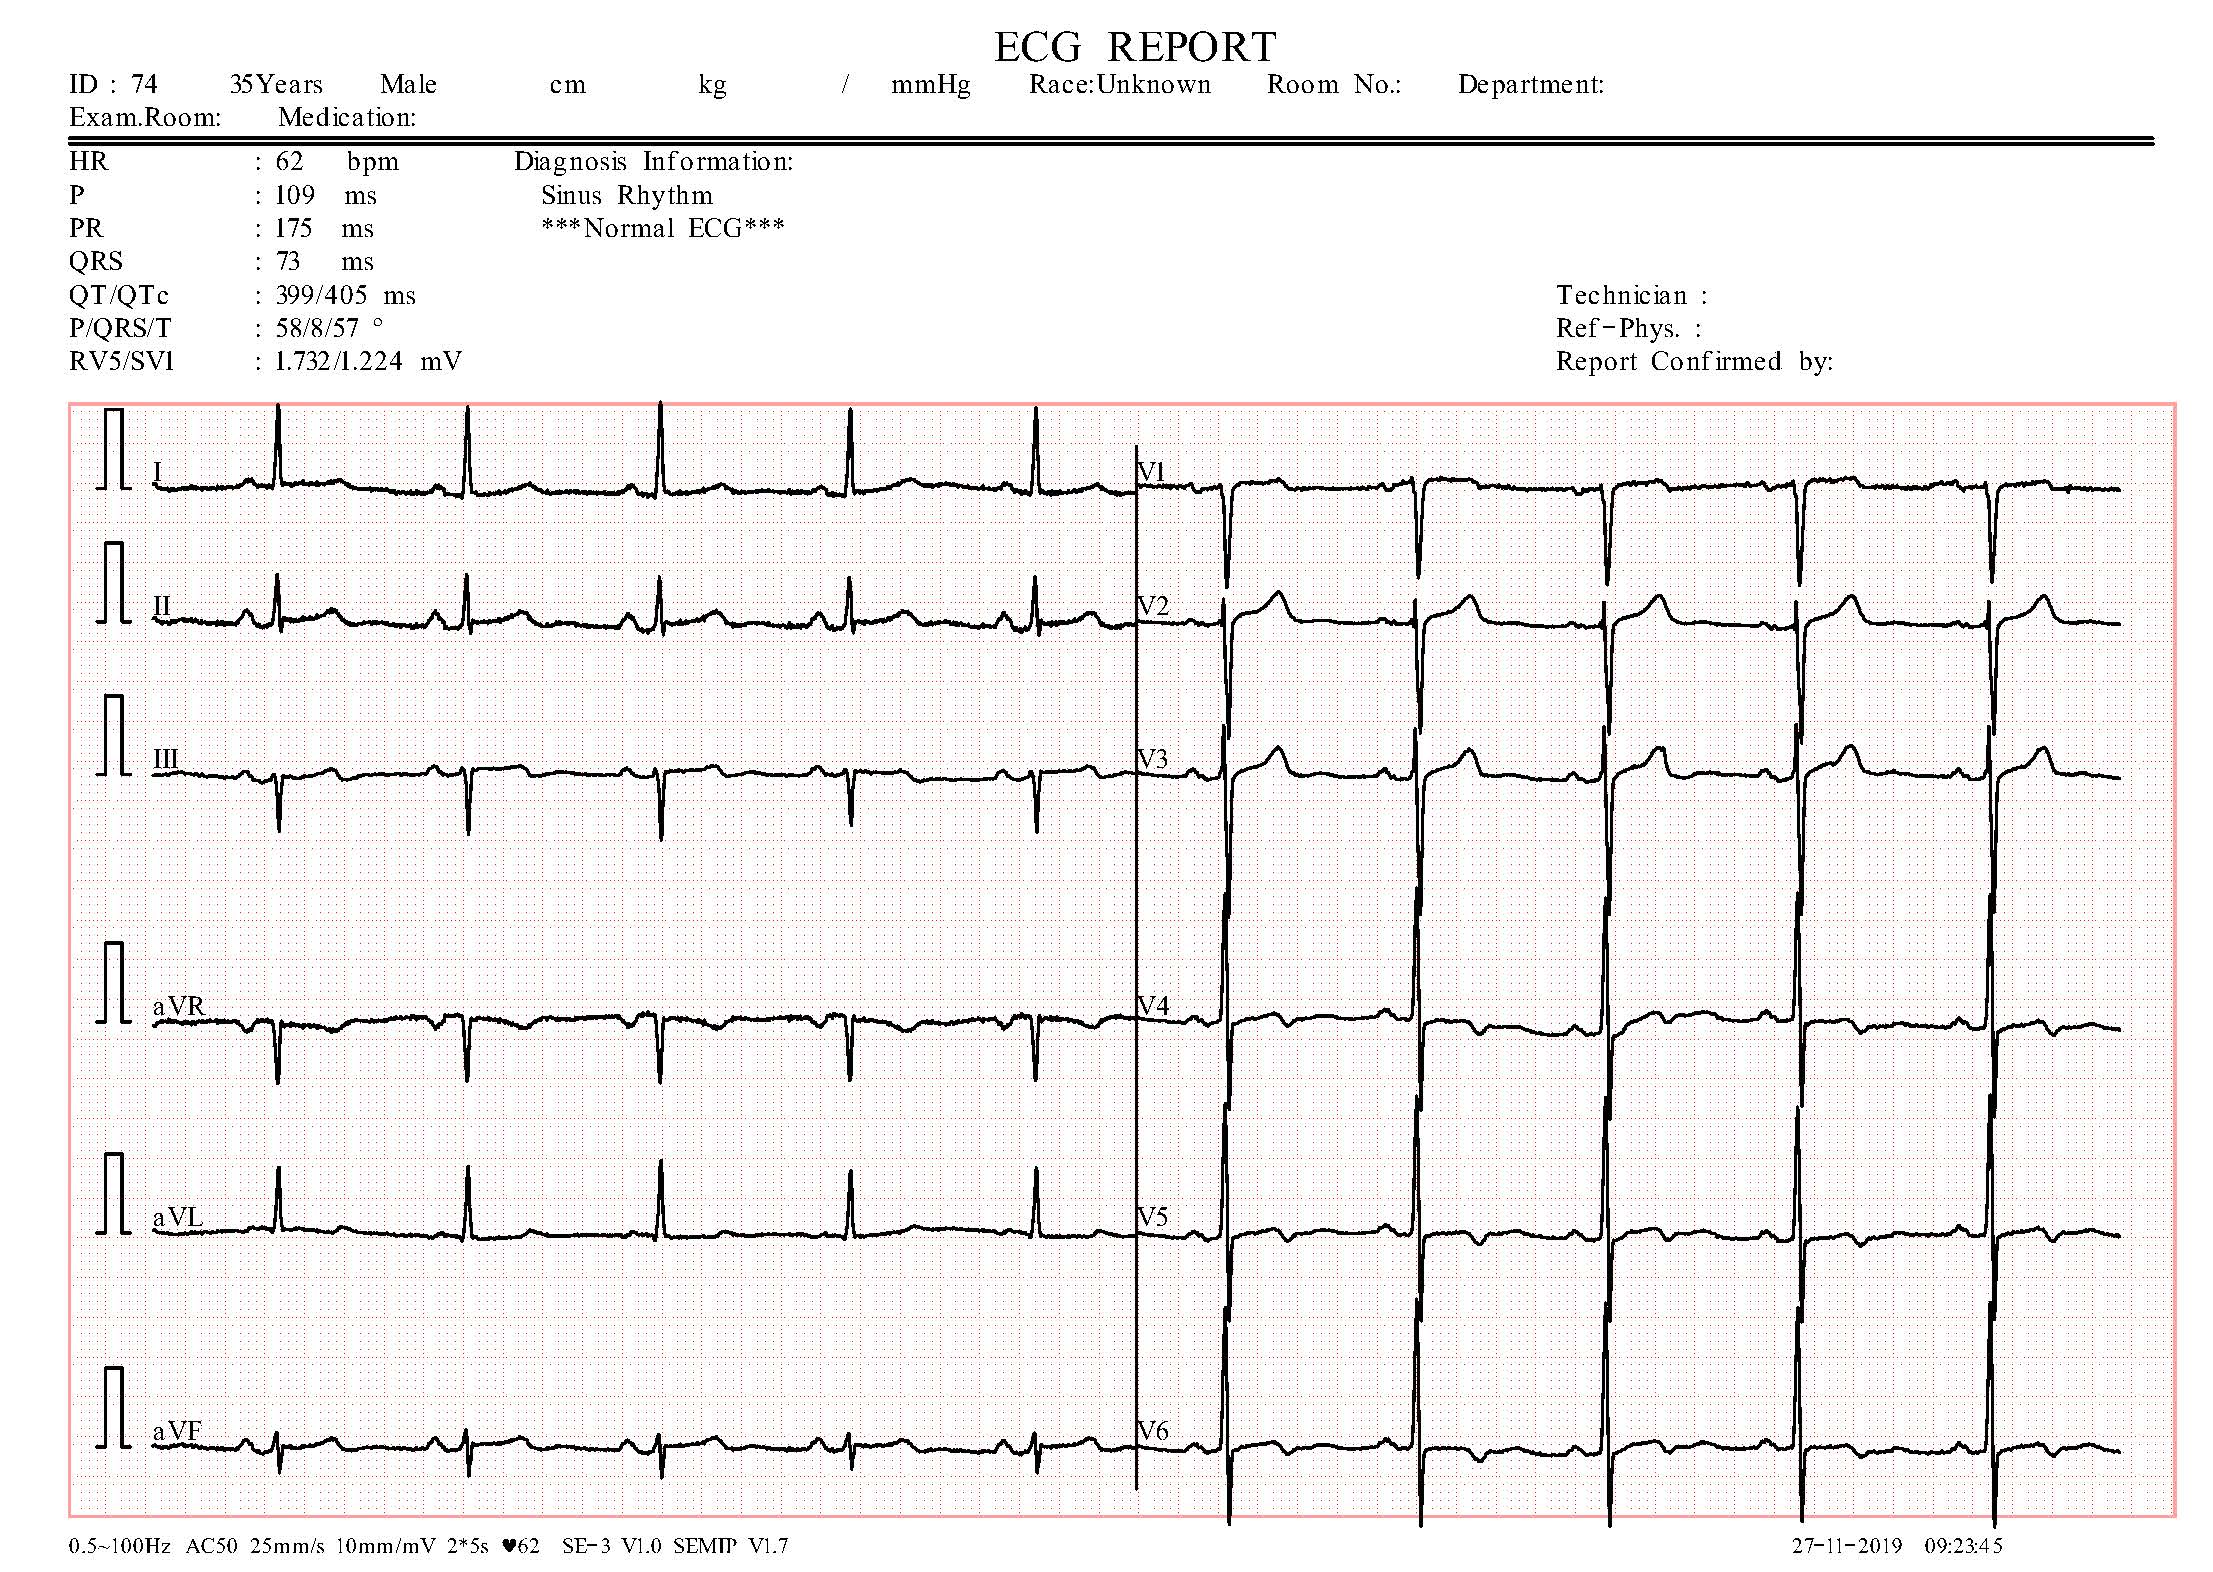 ECG REPORT
ID : 74 35Years Male cm kg / mmHg Race:Unknown Room No.: Department:
Exam.Room: Medication:
HR : 62 bpm Diagnosis Information:
P : 109 ms Sinus Rhythm
PR : 175 ms ***Normal ECG***
QRS : 73 ms
QT/QTc : 399/405 ms Technician :
P/QRS/T : 58/8/57 ° Ref-Phys. :
RV5/SV1 : 1.732/1.224 mV Report Confirmed by:
I V1
II V2
III V3
aVR V4
aVL V5
aVF V6
0.5~100Hz AC50 25mm/s 10mm/mV 2*5s ♥62 SE-3 V1.0 SEMIP V1.7 27-11-2019 09:23:45